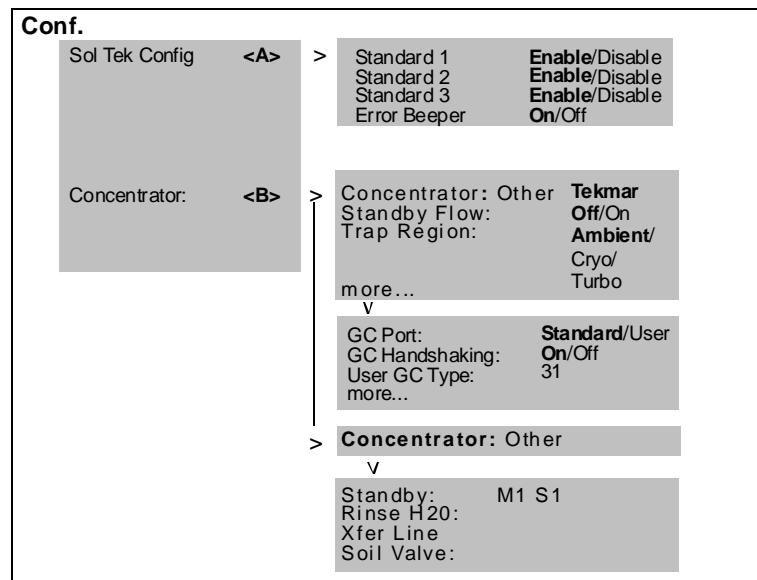 Conf.
Sol Tek Config <A> >
Standard 1 Enable/Disable
Standard 2 Enable/Disable
Standard 3 Enable/Disable
Error Beeper On/Off
Concentrator: <B> >
Concentrator: Other Tekmar
Standby Flow: Off/On
Trap Region: Ambient/
Cryo/
Turbo
more...
v
GC Port: Standard/User
GC Handshaking: On/Off
User GC Type: 31
more...
> Concentrator: Other
v
Standby: M1 S1
Rinse H20:
Xfer Line
Soil Valve: